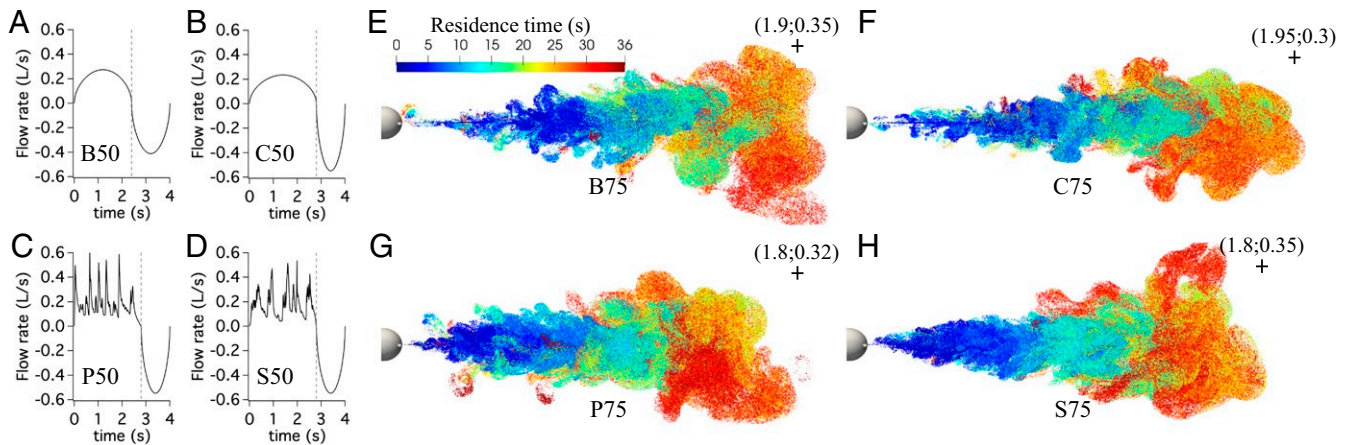 A
Flow rate (L/s)
0.6
0.4
0.2
0.0
-0.2
-0.4
-0.6
B50
0 1 2 3 4
time (s)
B
Flow rate (L/s)
0.6
0.4
0.2
0.0
-0.2
-0.4
-0.6
C50
0 1 2 3 4
time (s)
E
Residence time (s)
0 5 10 15 20 25 30 36
(1.9;0.35)
+
B75
F
(1.95;0.3)
+
C75
C
Flow rate (L/s)
0.6
0.4
0.2
0.0
-0.2
-0.4
-0.6
P50
0 1 2 3 4
time (s)
D
Flow rate (L/s)
0.6
0.4
0.2
0.0
-0.2
-0.4
-0.6
S50
0 1 2 3 4
time (s)
G
(1.8;0.32)
+
P75
H
(1.8;0.35)
+
S75